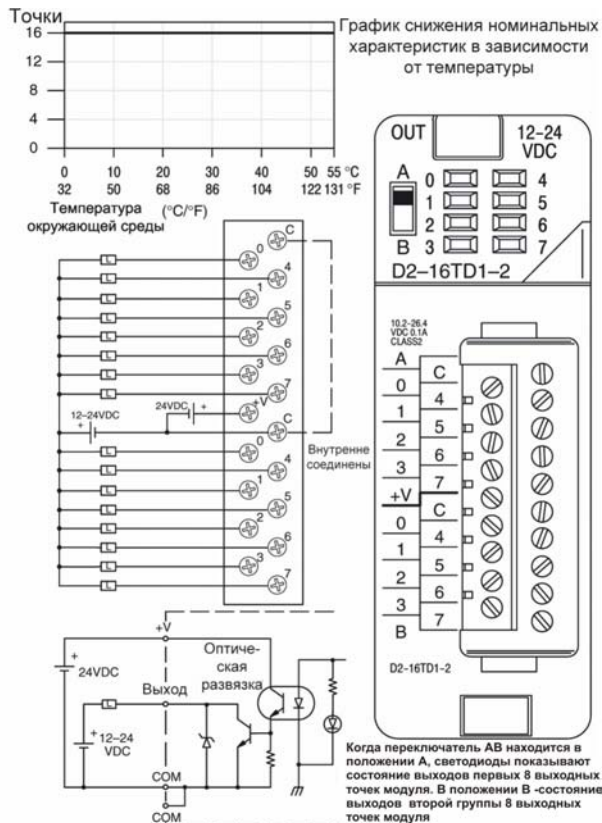 Точки
График снижения номинальных
характеристик в зависимости
от температуры
16
12
8
4
0
0 10 20 30 40 50 55 °C
32 50 68 86 104 122 131 °F
Температура (°C/°F)
окружающей среды
C
0
4
L
1
L
5
L
2
L
6
L
3
L
7
L
+V
L
24VDC
+
12–24VDC
+
C
Внутренне
соединены
0
L
4
L
1
L
5
L
2
L
6
L
3
L
7
L
L
OUT 12–24
VDC
A
0 4
1 5
2 6
B 3 7
D2–16TD1–2
10.2-26.4
VDC 0.1A
CLASS2
A
C
0
4
1
5
2
6
3
7
+V
C
0
4
1
5
2
6
3
7
B
D2–16TD1–2
+V
Оптиче-
ская
развязка
+
24VDC
Выход
L
+
12–24
VDC
COM
COM
Когда переключатель АВ находится в
положении А, светодиоды показывают
состояние выходов первых 8 выходных
точек модуля. В положении В -состояние
выходов второй группы 8 выходных
точек модуля